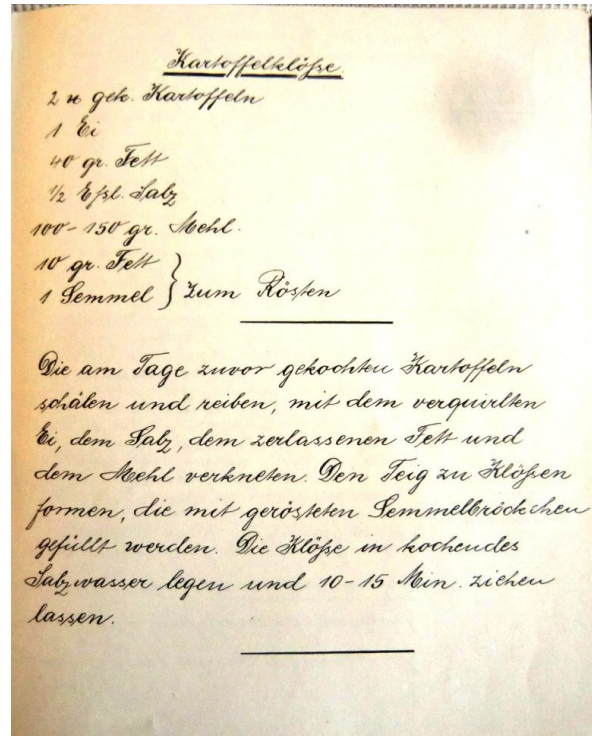 Kartoffelklöße.
2 ℔ gek. Kartoffeln
1 Ei
40 gr. Fett
½ Eßl. Salz
100-150 gr. Mehl.
10 gr. Fett
1 Semmel } zum Rösten
Die am Tage zuvor gekochten Kartoffeln
schälen und reiben, mit dem verquirlten
Ei, dem Salz, dem zerlassenen Fett und
dem Mehl verkneten. Den Teig zu Klößen
formen, die mit gerösteten Semmelbröckchen
gefüllt werden. Die Klöße in kochendes
Salzwasser legen und 10-15 Min. ziehen
lassen.